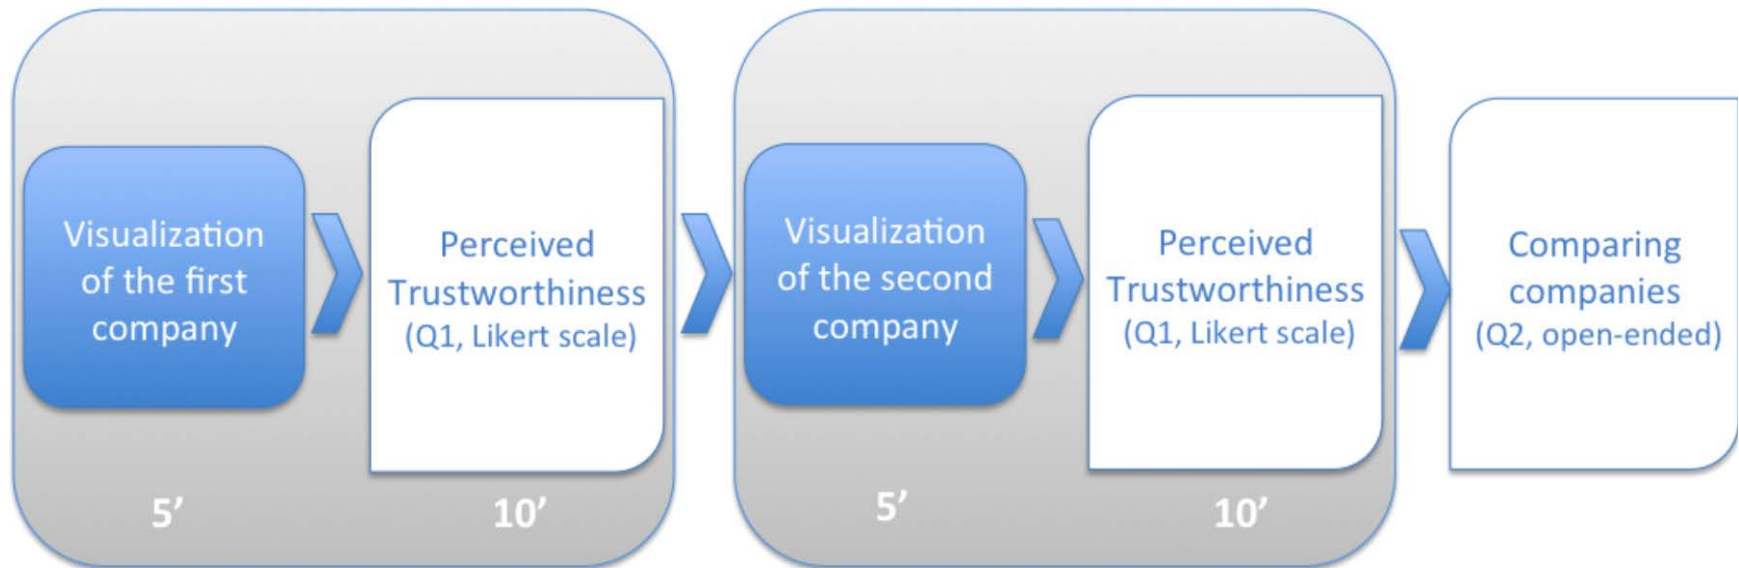 Visualization
of the first
company
Perceived
Trustworthiness
(Q1, Likert scale)
Visualization
of the second
company
Perceived
Trustworthiness
(Q1, Likert scale)
Comparing
companies
(Q2, open-ended)
5’
10’
5’
10’